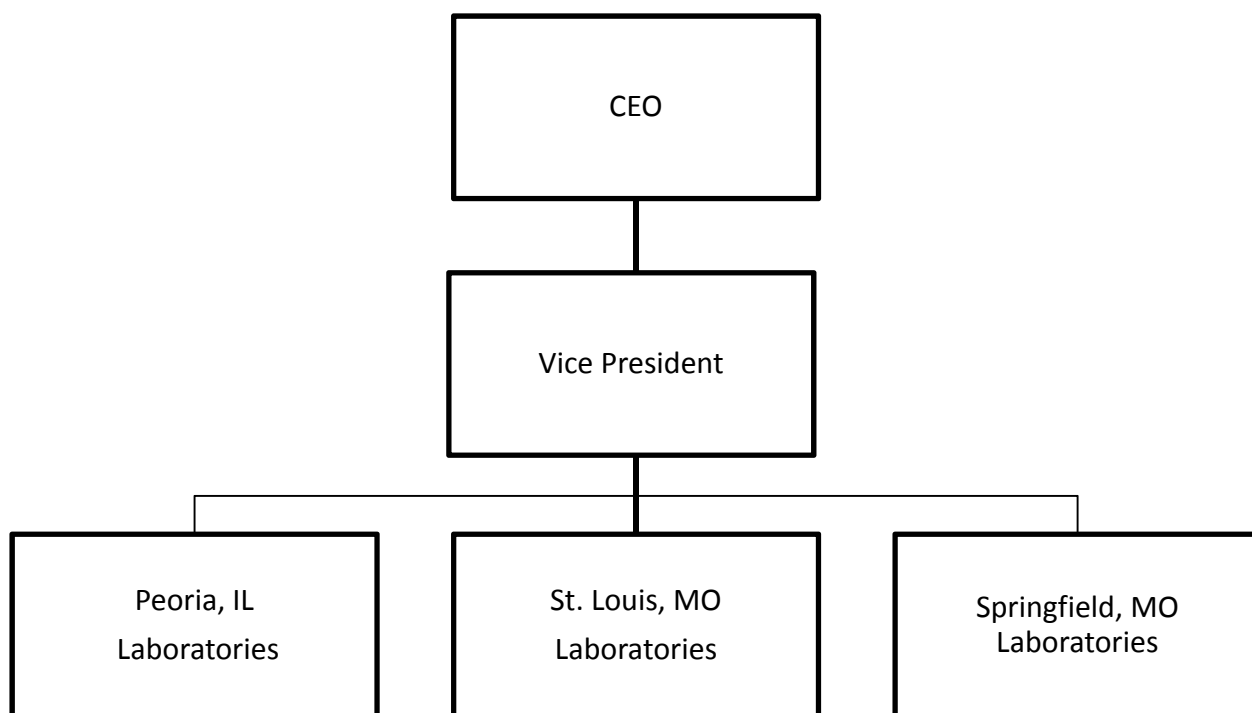 CEO
Vice President
Peoria, IL
Laboratories
St. Louis, MO
Laboratories
Springfield, MO
Laboratories